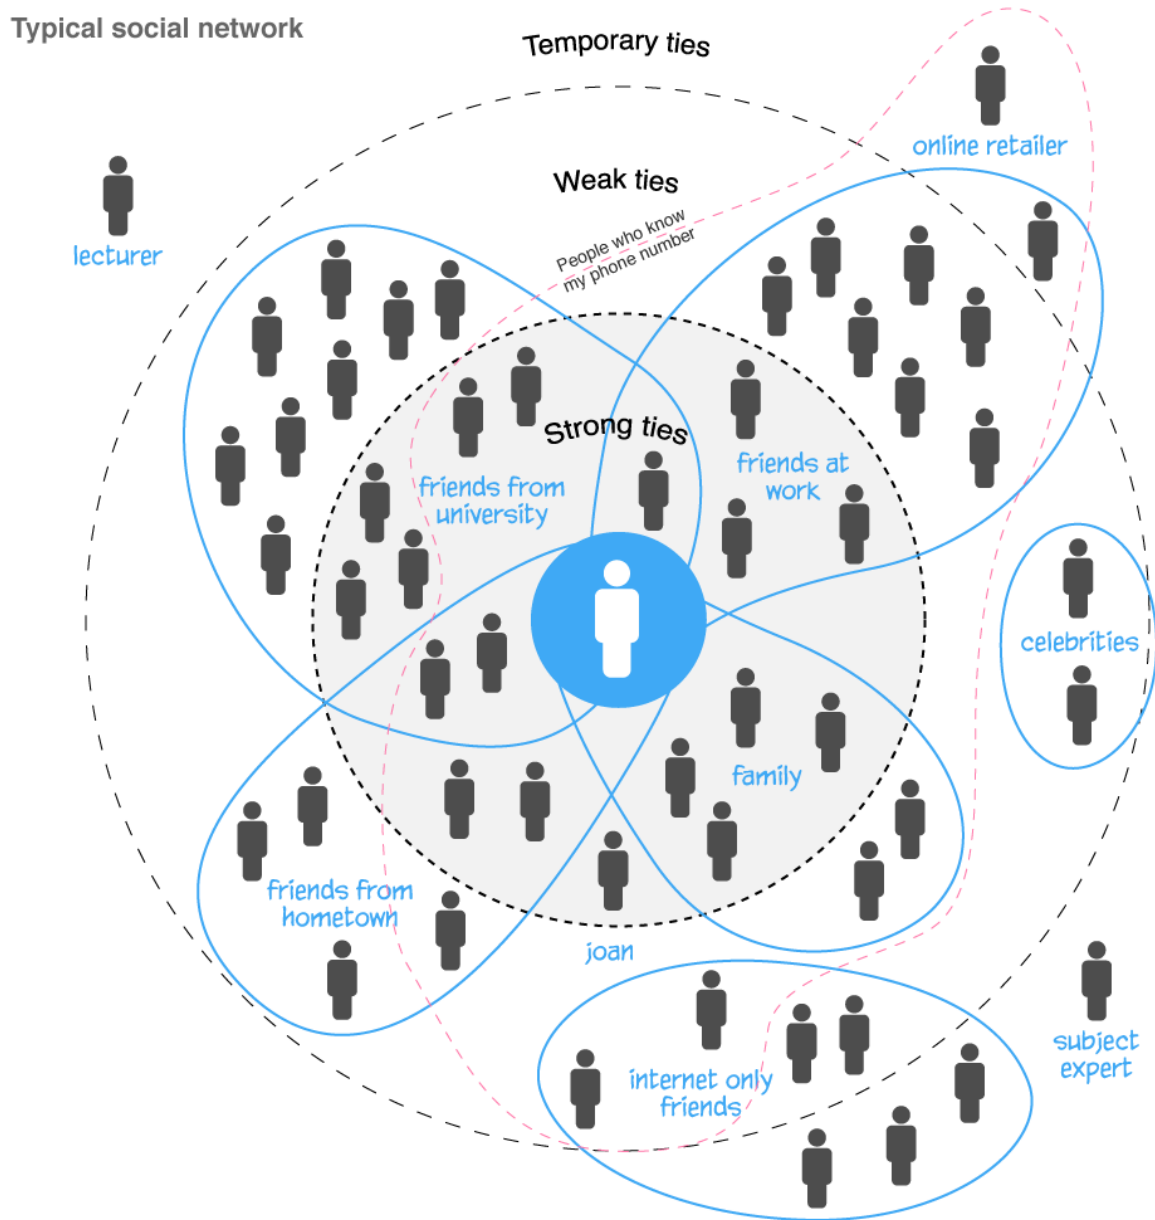 Typical social network
Temporary ties
online retailer
Weak ties
lecturer
People who know
my phone number
Strong ties
friends at
work
friends from
university
celebrities
family
friends from
hometown
joan
subject
expert
internet only
friends